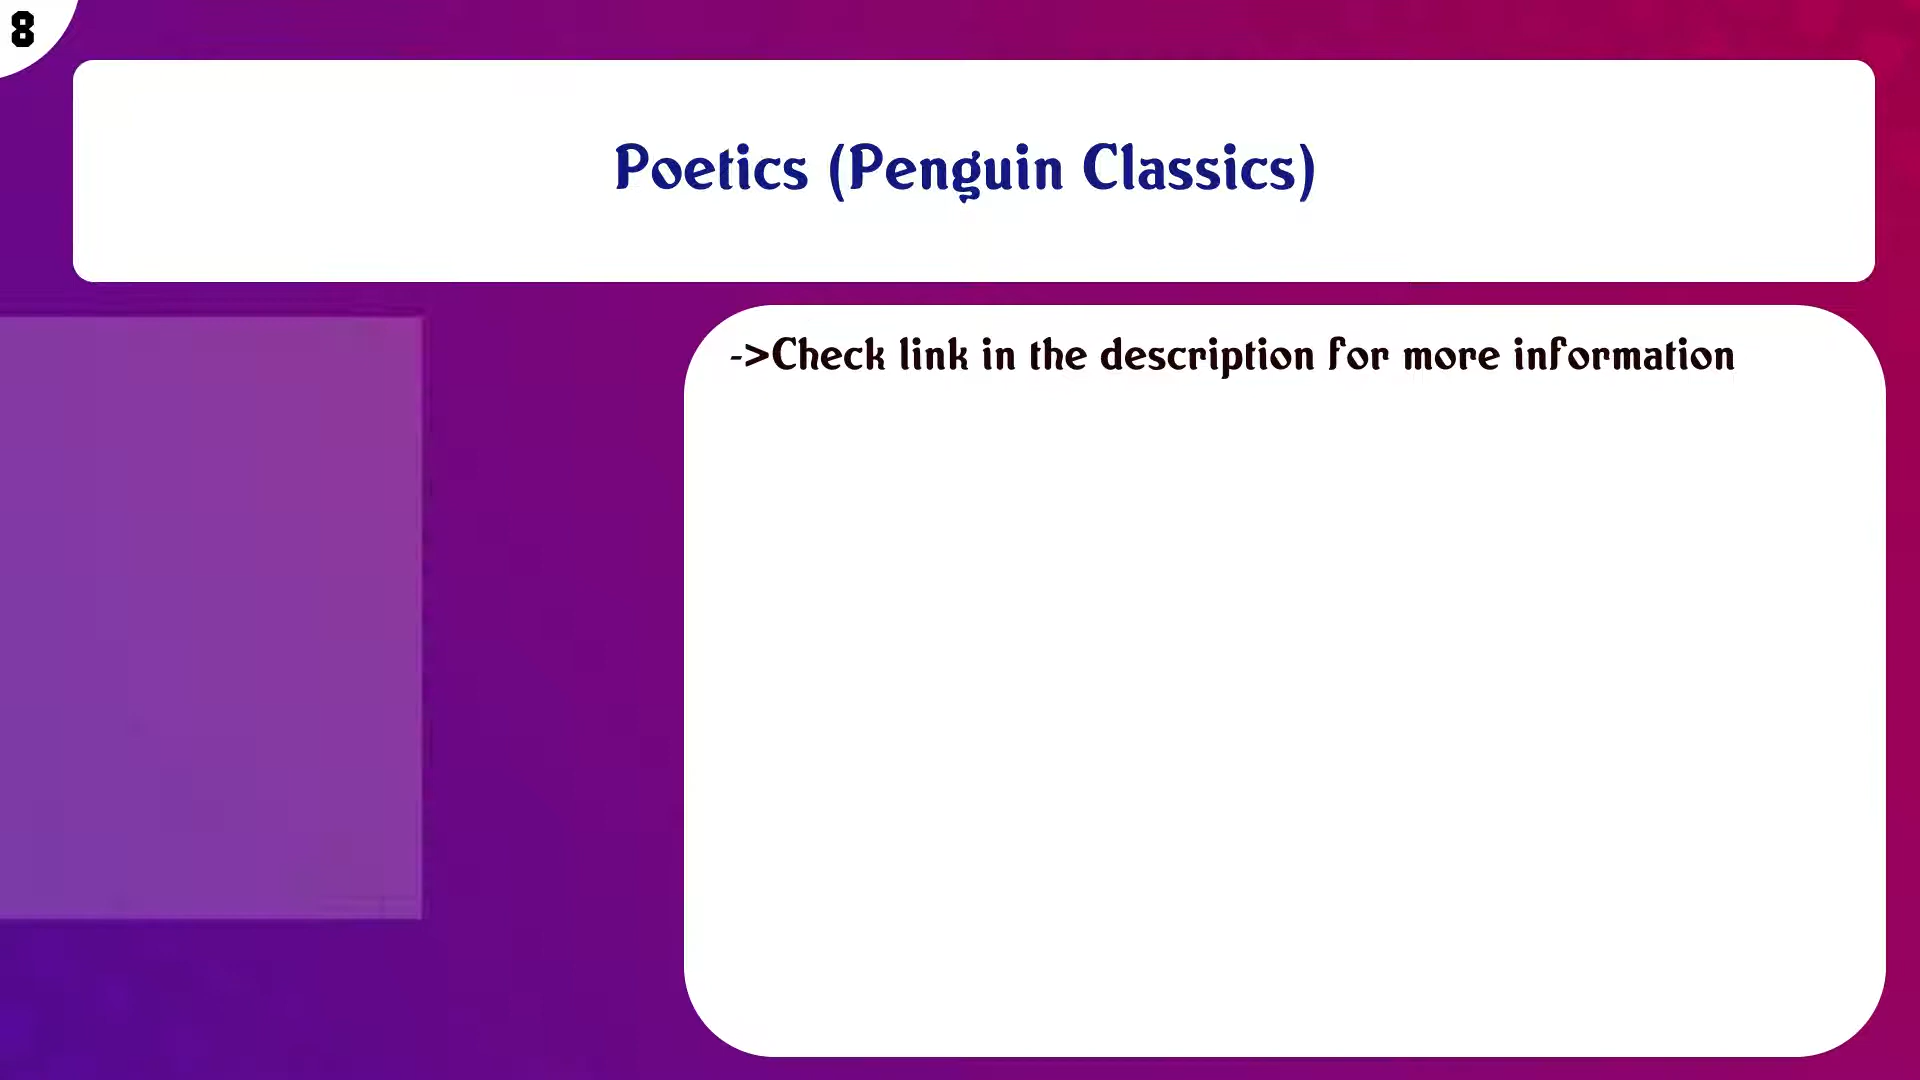 8
Poetics (Penguin Classics)
->Check link in the description for more information